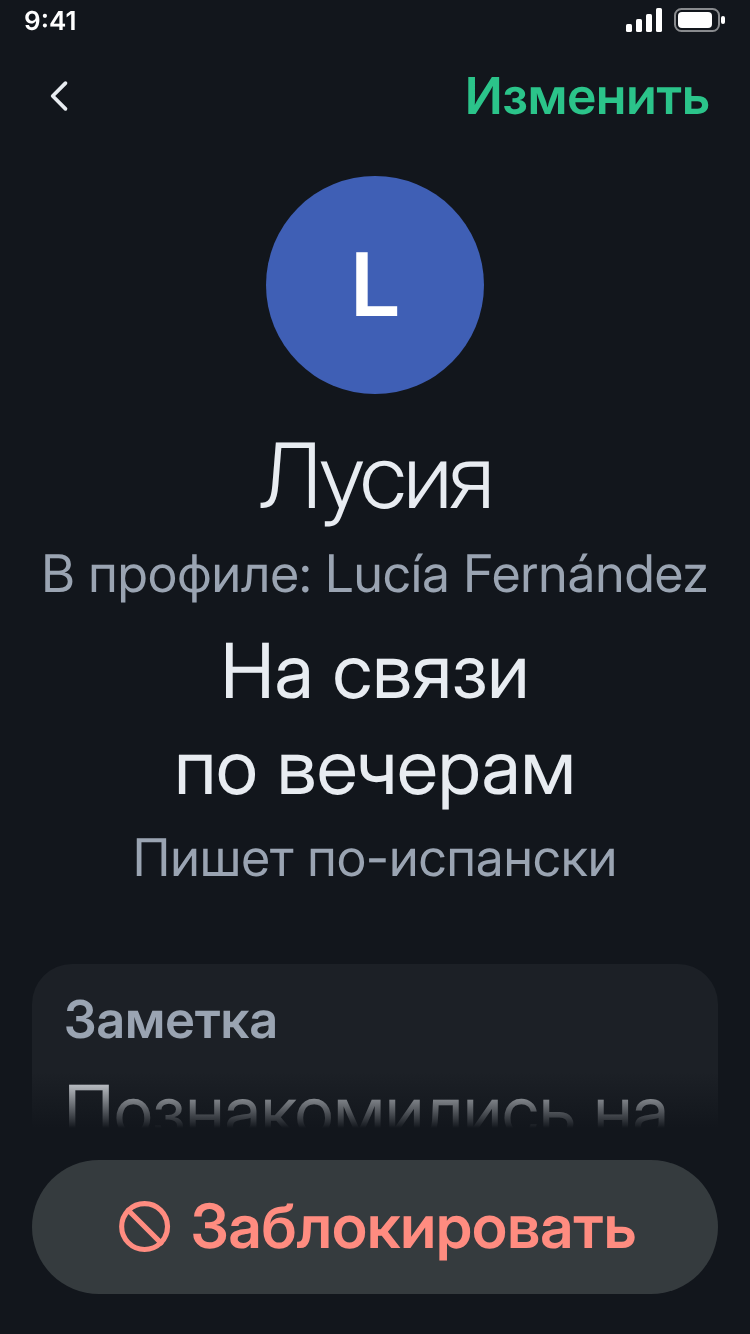 9:41
Изменить
L
Лусия
В профиле: Lucía Fernández
На связи
по вечерам
Пишет по-испански
Заметка
Познакомились на
Заблокировать